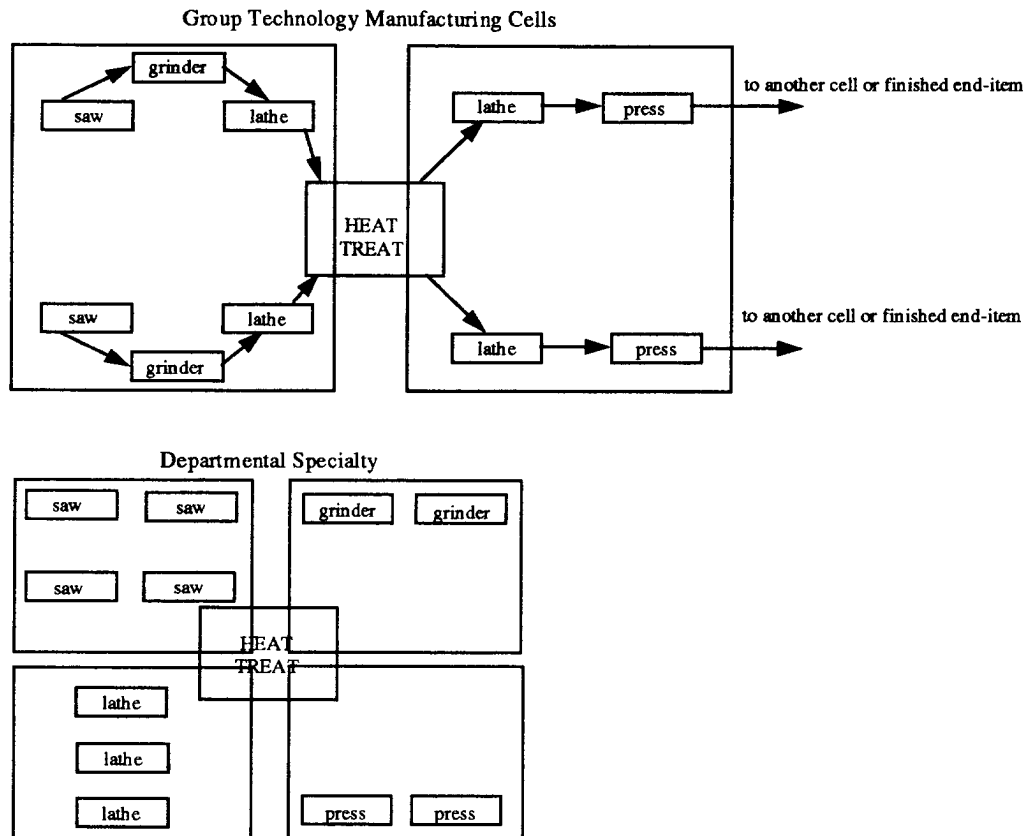 Group Technology Manufacturing Cells
grinder
saw
lathe
HEAT
TREAT
saw
lathe
grinder
lathe
press
to another cell or finished end-item
lathe
press
to another cell or finished end-item
Departmental Specialty
saw
saw
saw
saw
grinder
grinder
HEAT
TREAT
lathe
lathe
lathe
press
press